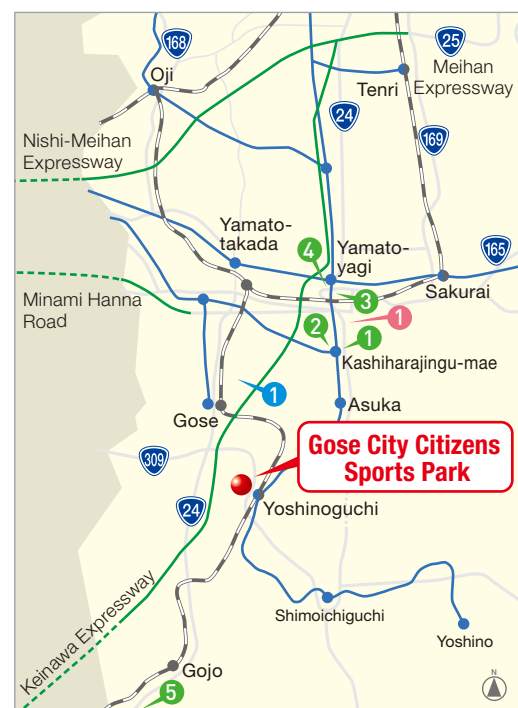 168
25
Oji
Meihan
Expressway
Tenri
24
169
Nishi-Meihan
Expressway
Yamato-
takada
4
Yamato-
yagi
165
Sakurai
3
Minami Hanna
Road
1
2
1
Kashiharajingu-mae
1
Gose
Asuka
Gose City Citizens
Sports Park
309
24
Yoshinoguchi
Keinawa Expressway
Shimoichiguchi
Yoshino
Gojo
5
N